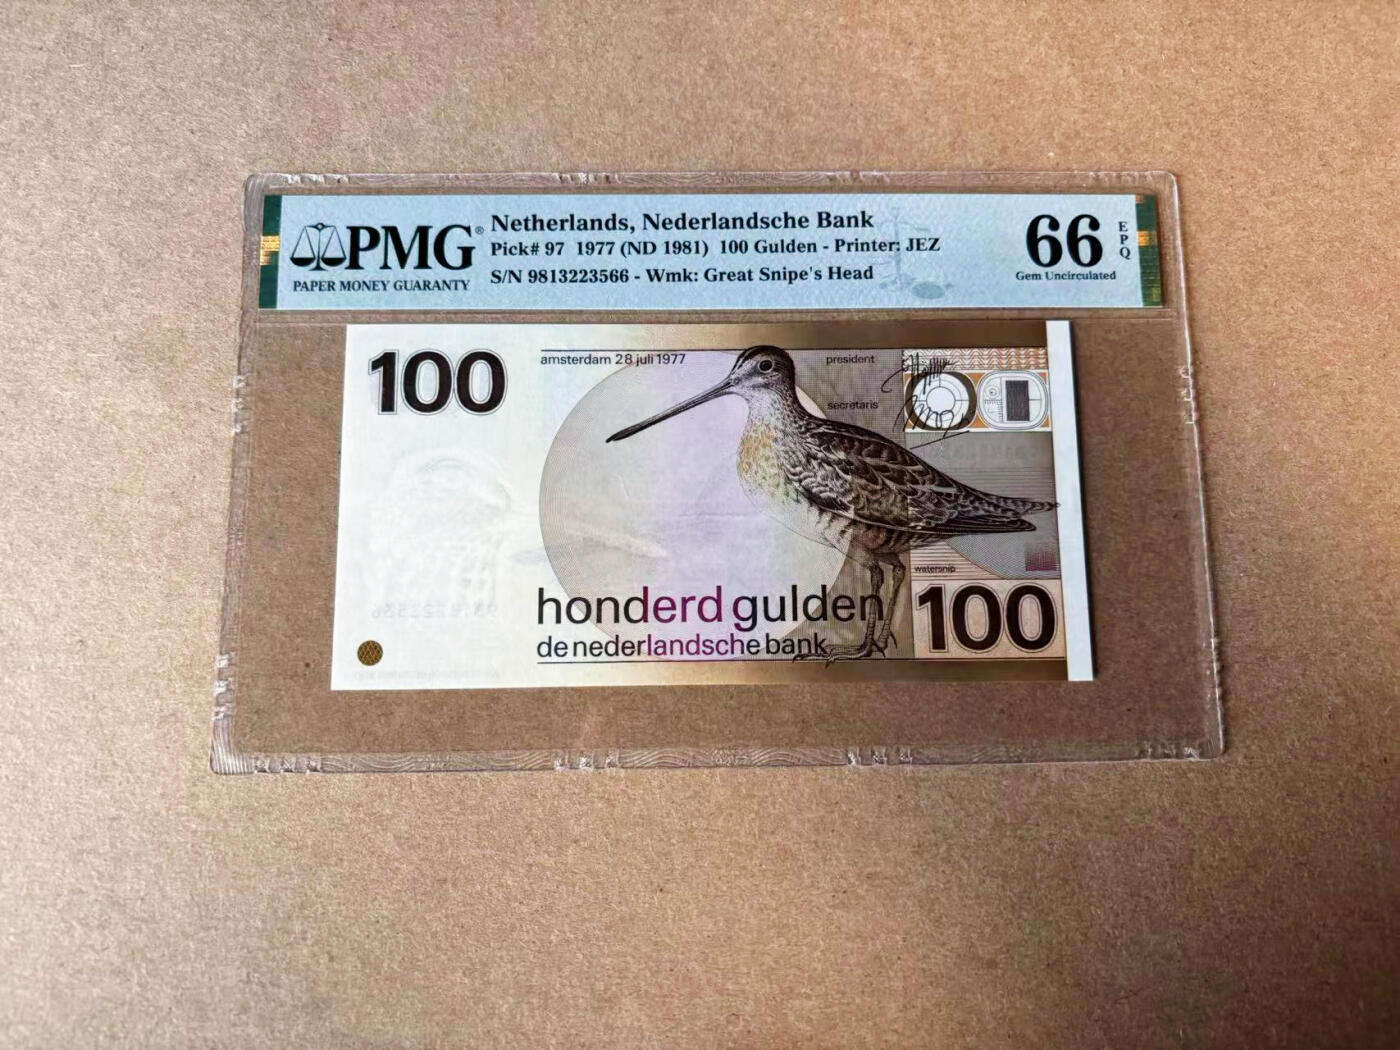 PMG®
PAPER MONEY GUARANTY
Netherlands, Nederlandsche Bank
Pick# 97 1977 (ND 1981) 100 Gulden - Printer: JEZ
S/N 9813223566 - Wmk: Great Snipe's Head
66
EPQ
Gem Uncirculated
100
amsterdam 28 juli 1977
president
secretaris
watersnip
honderd gulden
100
de nederlandsche bank